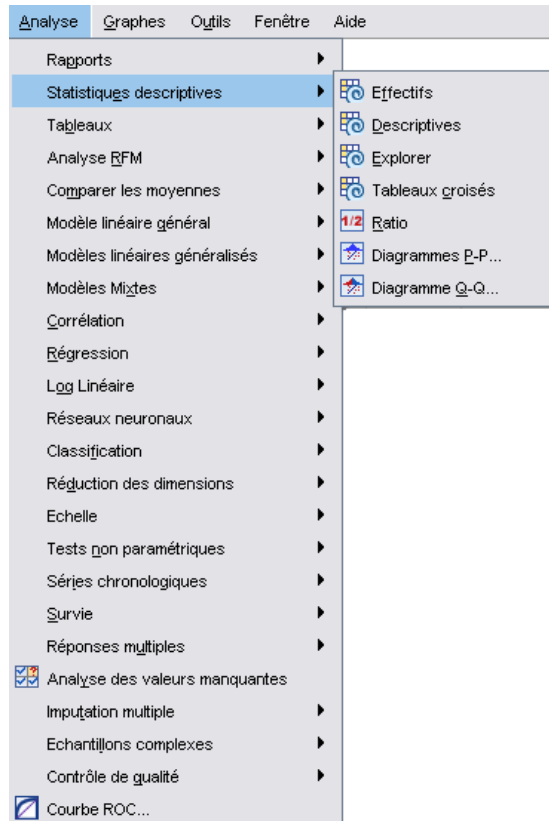 Analyse Graphes Outils Fenêtre Aide
Rapports
Statistiques descriptives
Tableaux
Analyse RFM
Comparer les moyennes
Modèle linéaire général
Modèles linéaires généralisés
Modèles Mixtes
Corrélation
Régression
Log Linéaire
Réseaux neuronaux
Classification
Réduction des dimensions
Echelle
Tests non paramétriques
Séries chronologiques
Survie
Réponses multiples
Analyse des valeurs manquantes
Imputation multiple
Echantillons complexes
Contrôle de qualité
Courbe ROC...
Effectifs
Descriptives
Explorer
Tableaux croisés
1/2 Ratio
Diagrammes P-P...
Diagramme Q-Q...